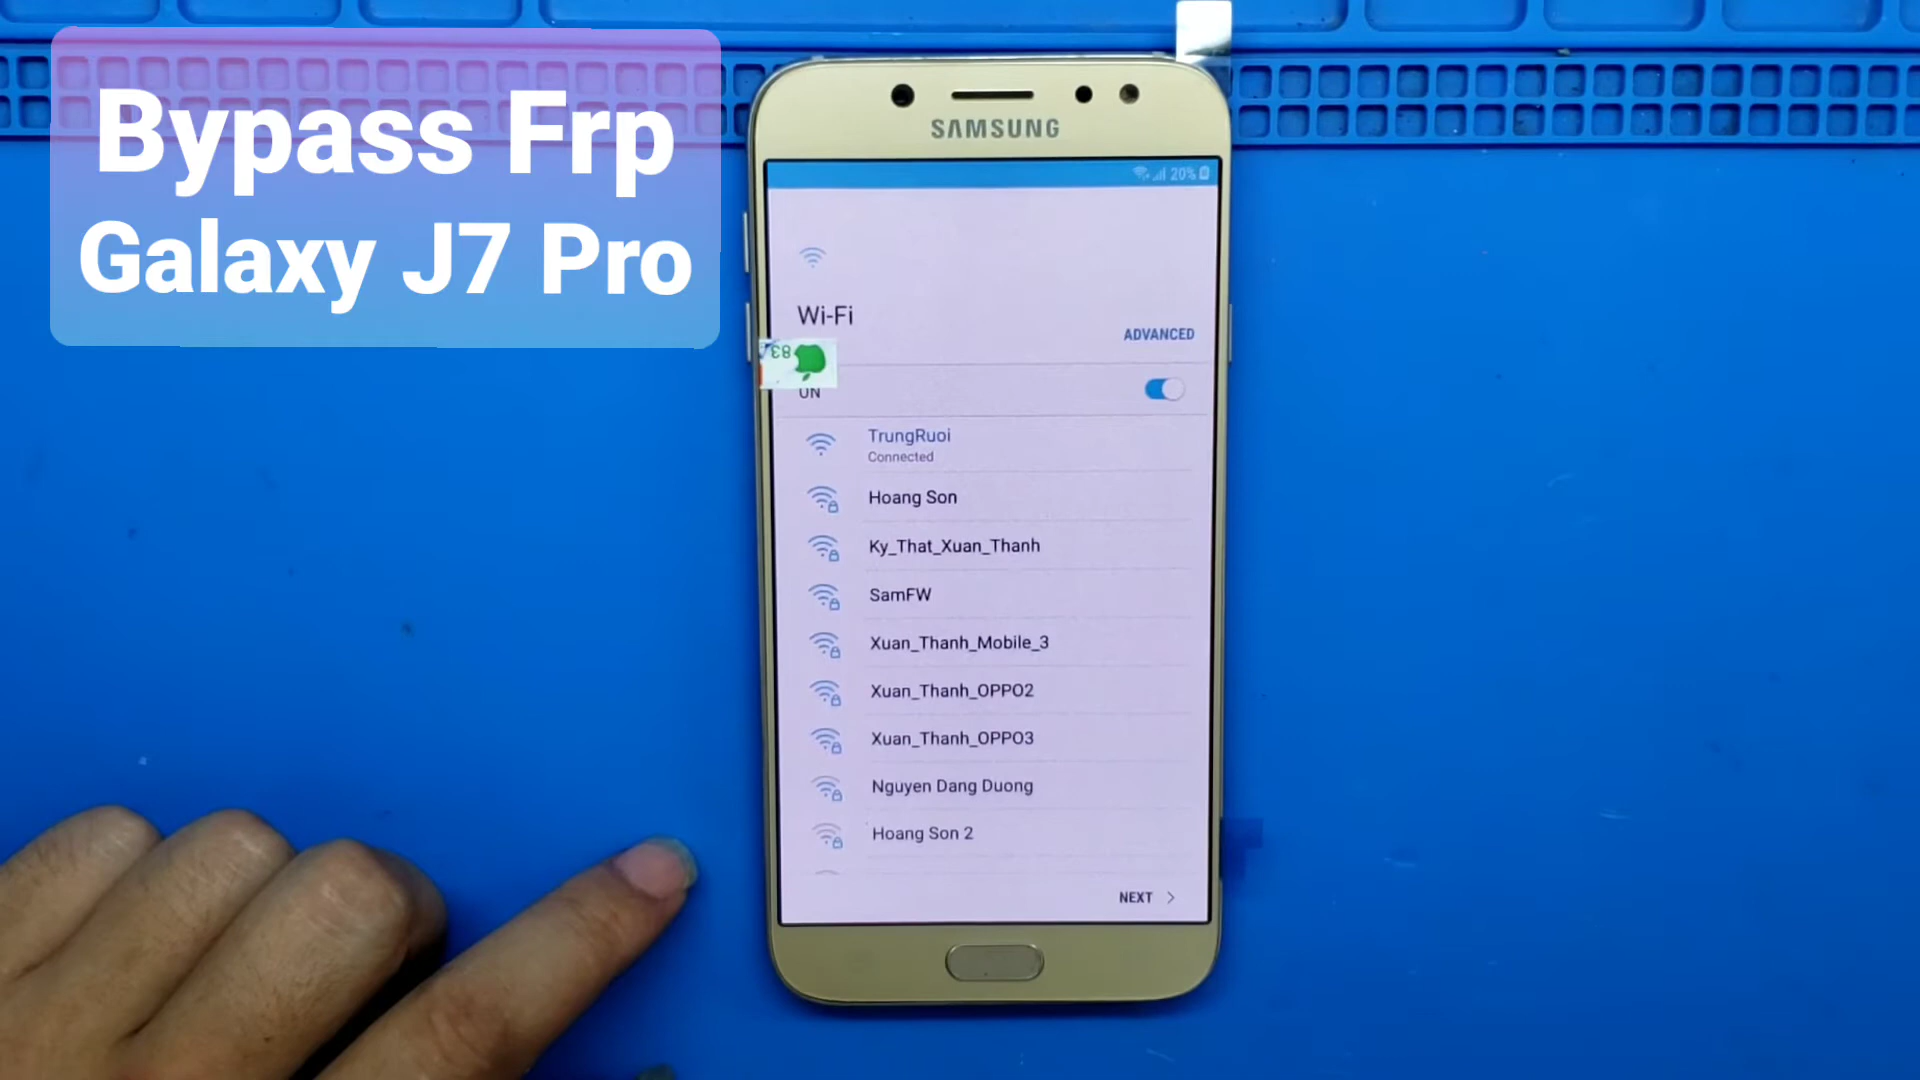 Bypass Frp
Galaxy J7 Pro
SAMSUNG
20%
Wi-Fi
ADVANCED
83
ON
TrungRuoi
Connected
Hoang Son
Ky_That_Xuan_Thanh
SamFW
Xuan_Thanh_Mobile_3
Xuan_Thanh_OPPO2
Xuan_Thanh_OPPO3
Nguyen Dang Duong
Hoang Son 2
NEXT